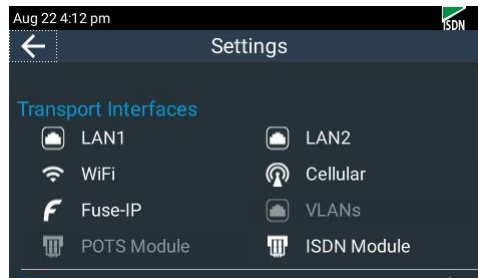 Aug 22 4:12 pm
ISDN
Settings
Transport Interfaces
LAN1 LAN2
WiFi Cellular
Fuse-IP VLANs
POTS Module ISDN Module